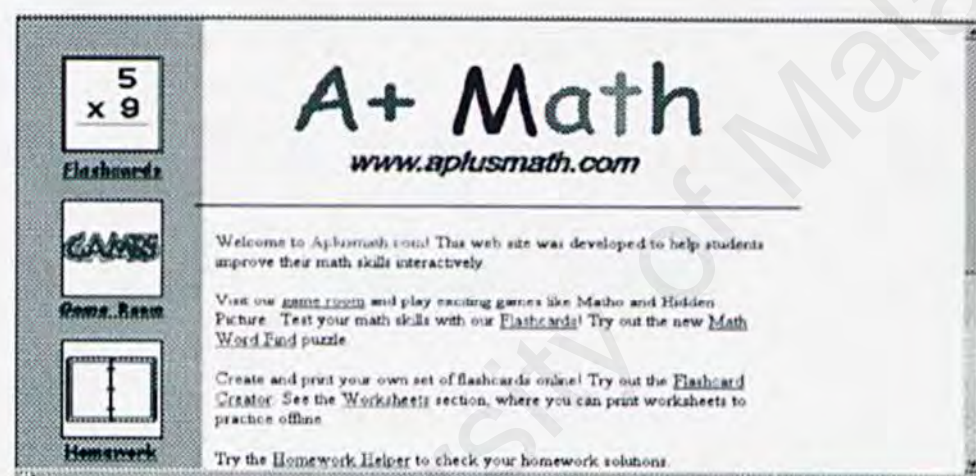 5
x 9
Flashcards
GAMES
Game Room
Homework
A+ Math
www.aplusmath.com
Welcome to Aplusmath.com! This web site was developed to help students
improve their math skills interactively.
Visit our game room and play exciting games like Matho and Hidden
Picture. Test your math skills with our Flashcards! Try out the new Math
Word Find puzzle.
Create and print your own set of flashcards online! Try out the Flashcard
Creator. See the Worksheets section, where you can print worksheets to
practice offline.
Try the Homework Helper to check your homework solutions.